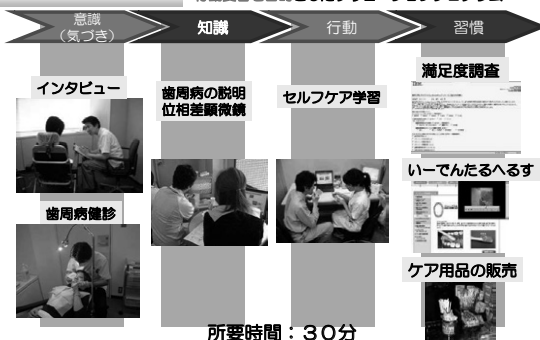 意識
(気づき)
知識
行動
習慣
インタビュー
歯周病健診
歯周病の説明
位相差顕微鏡
セルフケア学習
満足度調査
いーでんたるへるす
ケア用品の販売
所要時間：３０分